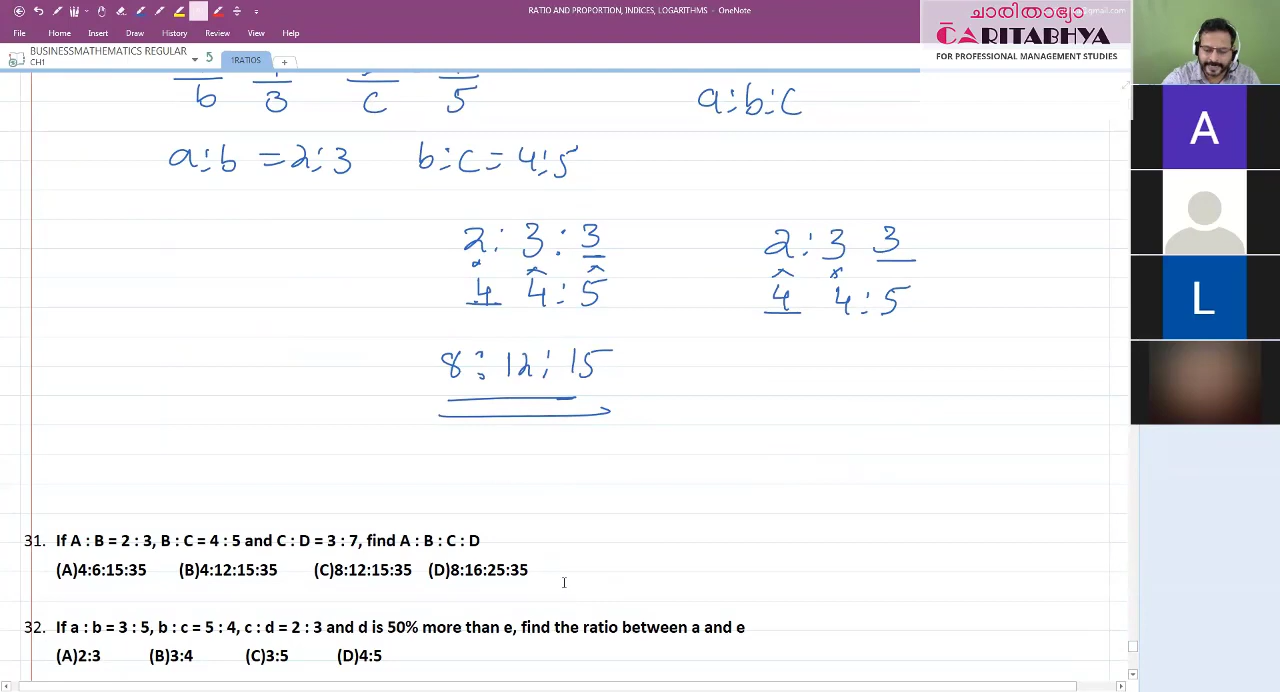 RATIO AND PROPORTION, INDICES, LOGARITHMS - OneNote
ചാരിതാഭ്യാ
@gmail.com
CARITABHYA
FOR PROFESSIONAL MANAGEMENT STUDIES
File Home Insert Draw History Review View Help
BUSINESSMATHEMATICS REGULAR
CH1
5
1RATIOS
b 3 c 5
a:b:c
a:b = 2:3 b:c = 4:5
2:3:3
4 4:5
2:3 3
4 4:5
8:12:15
31. If A : B = 2 : 3, B : C = 4 : 5 and C : D = 3 : 7, find A : B : C : D
(A)4:6:15:35 (B)4:12:15:35 (C)8:12:15:35 (D)8:16:25:35
32. If a : b = 3 : 5, b : c = 5 : 4, c : d = 2 : 3 and d is 50% more than e, find the ratio between a and e
(A)2:3 (B)3:4 (C)3:5 (D)4:5
A
L